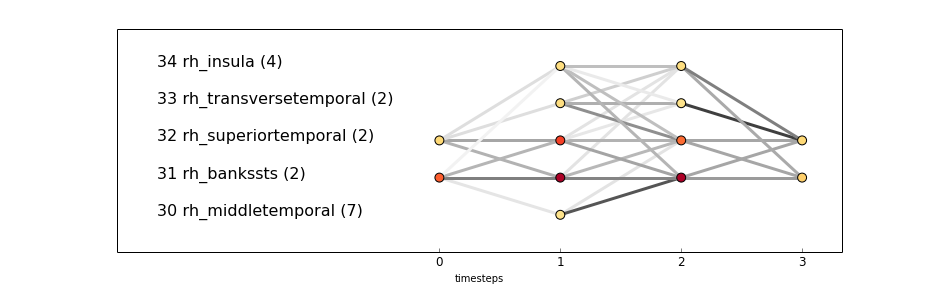 34 rh_insula (4)
33 rh_transversetemporal (2)
32 rh_superiortemporal (2)
31 rh_bankssts (2)
30 rh_middletemporal (7)
0 1 2 3
timesteps